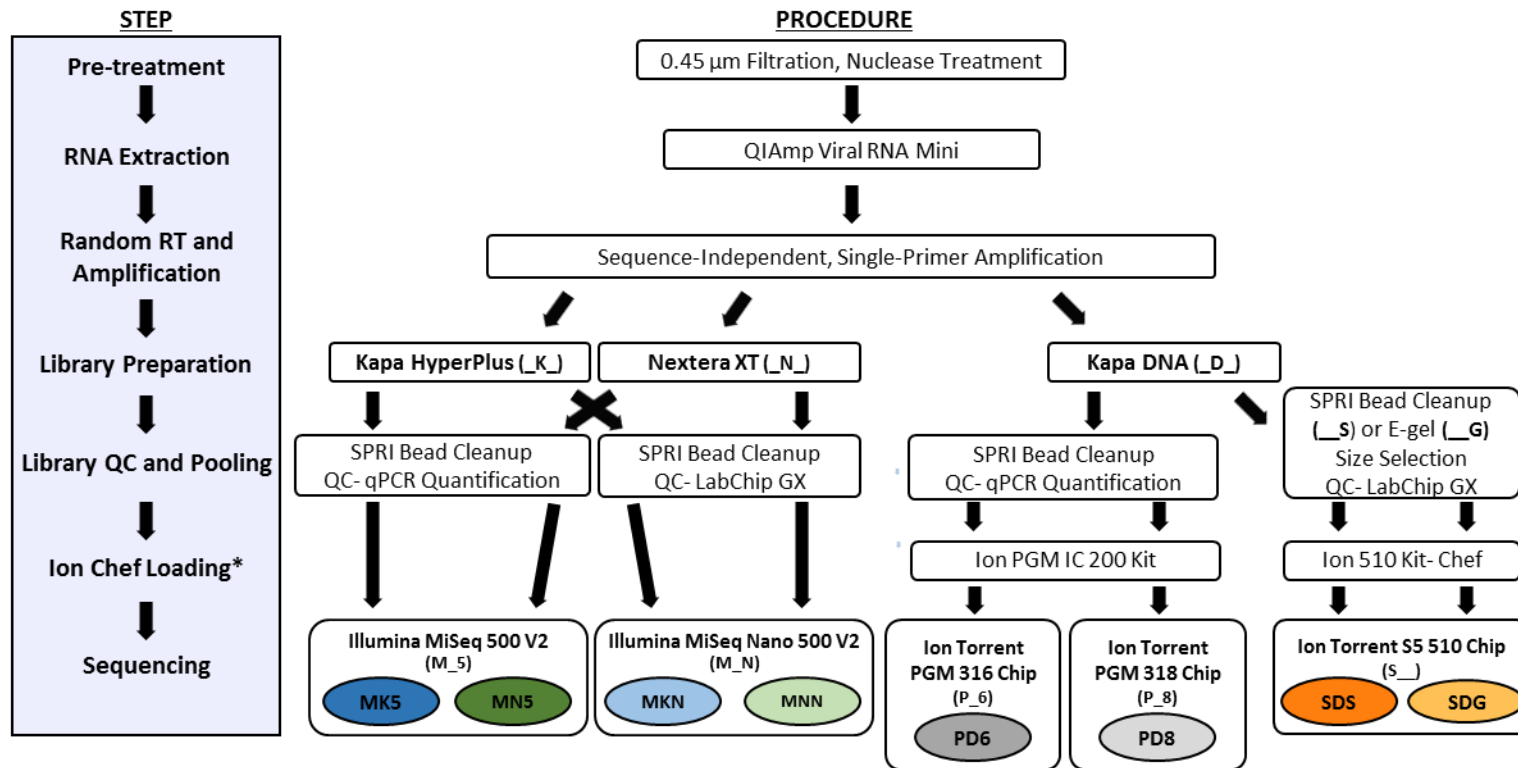 STEP
Pre-treatment
RNA Extraction
Random RT and
Amplification
Library Preparation
Library QC and Pooling
Ion Chef Loading*
Sequencing
PROCEDURE
0.45 µm Filtration, Nuclease Treatment
QIAmp Viral RNA Mini
Sequence-Independent, Single-Primer Amplification
Kapa HyperPlus (_K_)
Nextera XT (_N_)
Kapa DNA (_D_)
SPRI Bead Cleanup
QC- qPCR Quantification
SPRI Bead Cleanup
QC- LabChip GX
SPRI Bead Cleanup
QC- qPCR Quantification
SPRI Bead Cleanup
(__S) or E-gel (__G)
Size Selection
QC- LabChip GX
Ion PGM IC 200 Kit
Ion 510 Kit- Chef
Illumina MiSeq 500 V2
(M_5)
MK5
MN5
Illumina MiSeq Nano 500 V2
(M_N)
MKN
MNN
Ion Torrent
PGM 316 Chip
(P_6)
PD6
Ion Torrent
PGM 318 Chip
(P_8)
PD8
Ion Torrent S5 510 Chip
(S__)
SDS
SDG